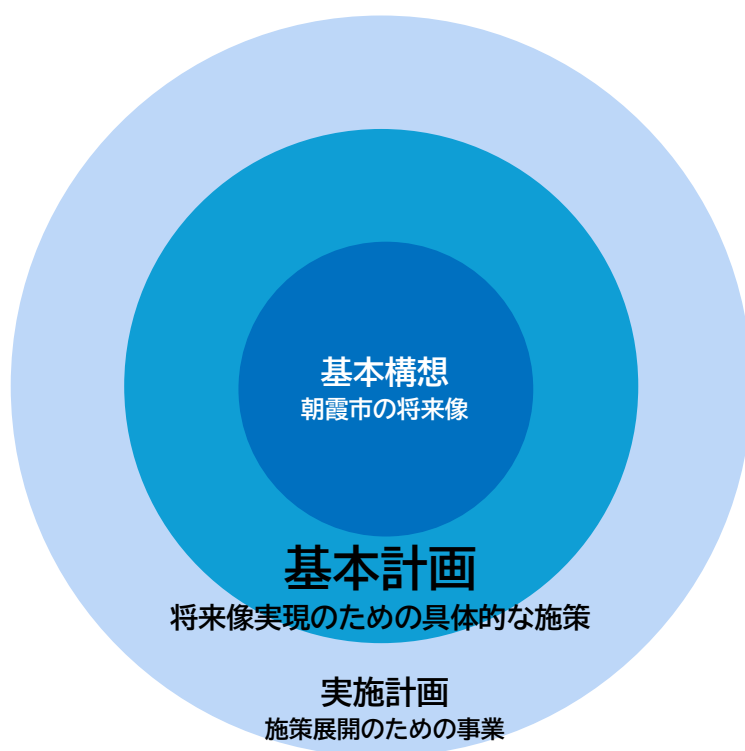 基本構想
朝霞市の将来像
基本計画
将来像実現のための具体的な施策
実施計画
施策展開のための事業